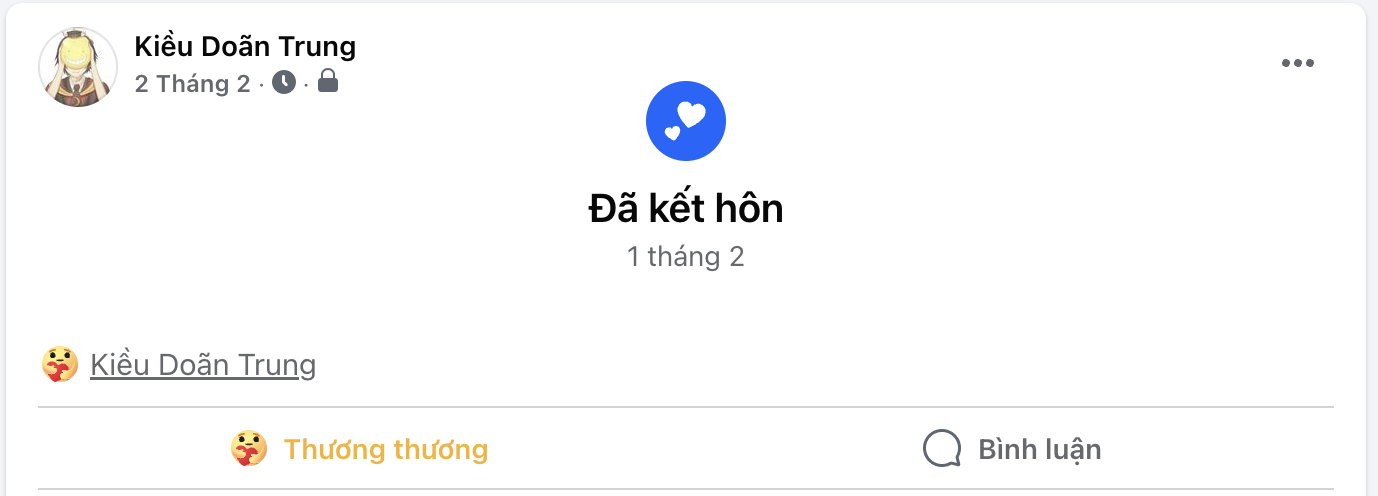 Kiều Doãn Trung
2 Tháng 2 · ·
Đã kết hôn
1 tháng 2
Kiều Doãn Trung
Thương thương
Bình luận